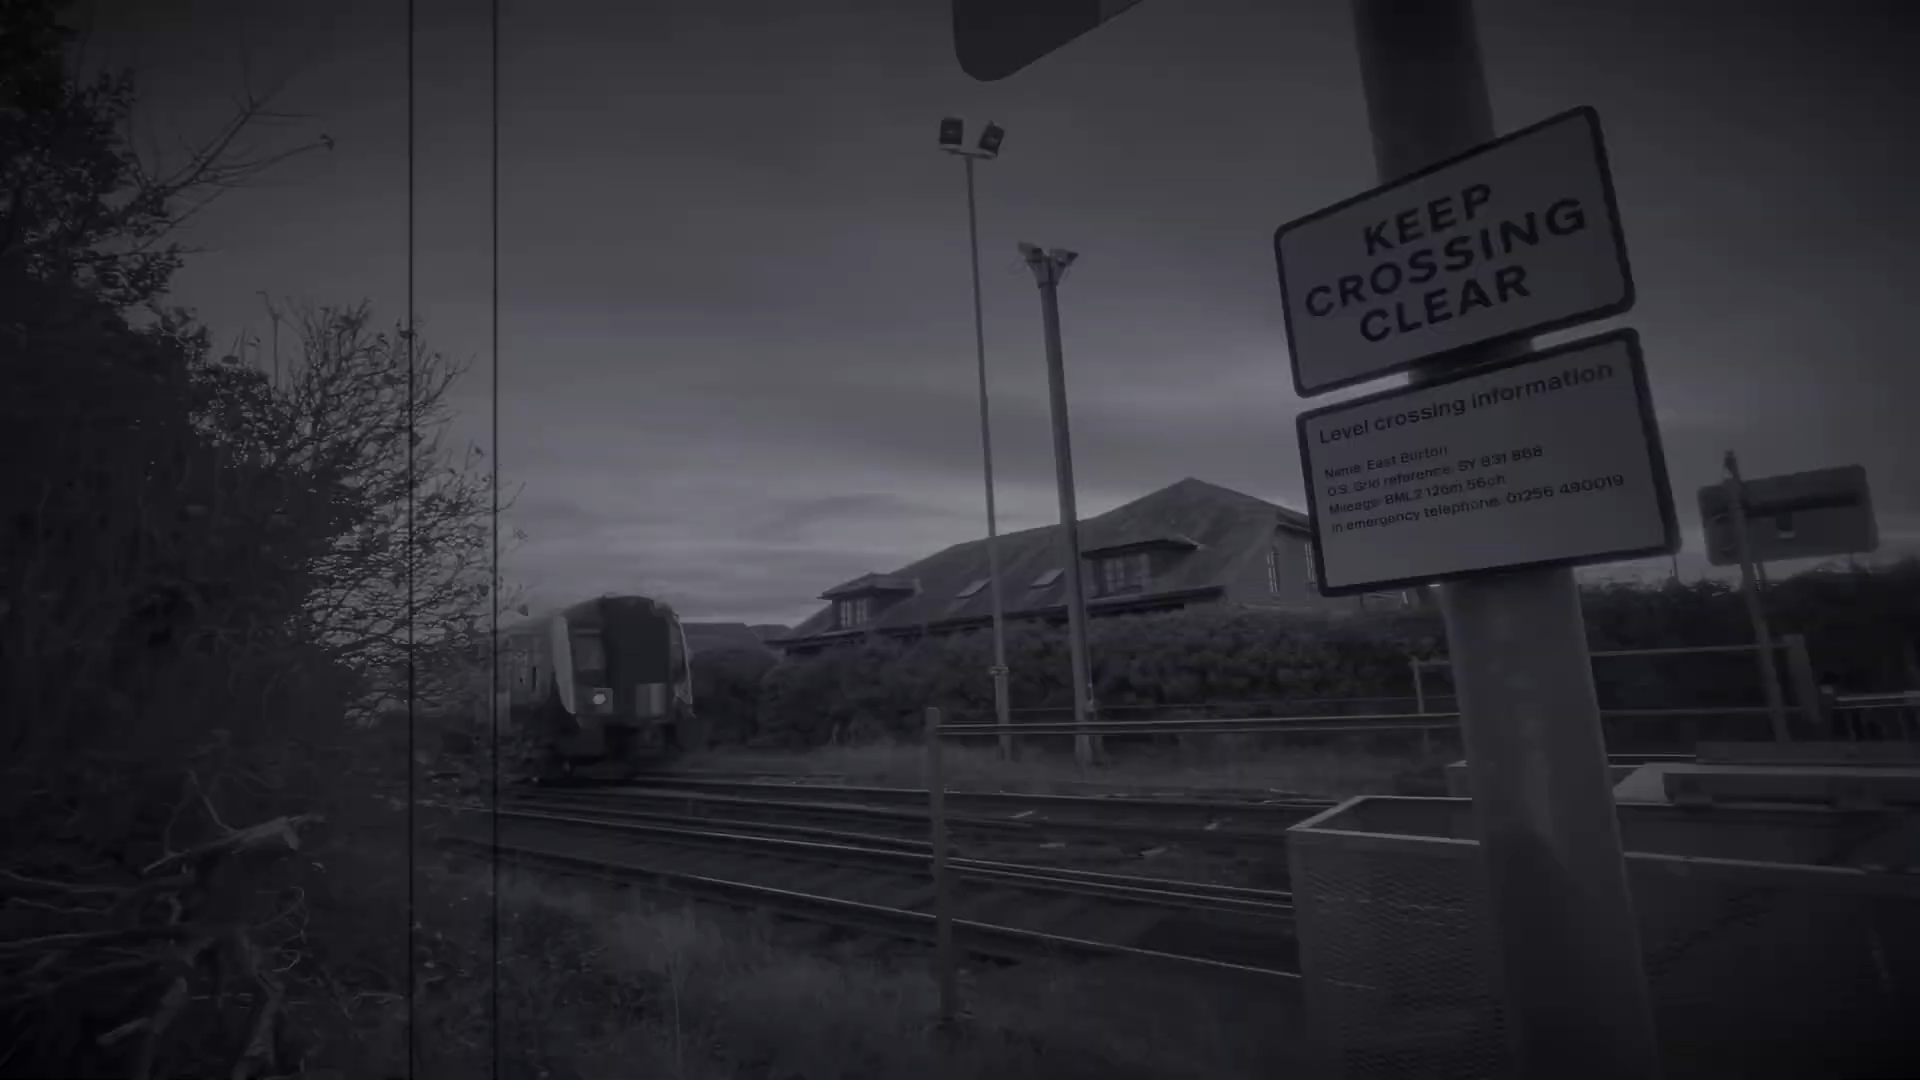 KEEP
CROSSING
CLEAR
Level crossing information
Name: East Burton
O.S. Grid reference: SY 831 868
Mileage: BML2 126m 56ch
In emergency telephone: 01256 490019